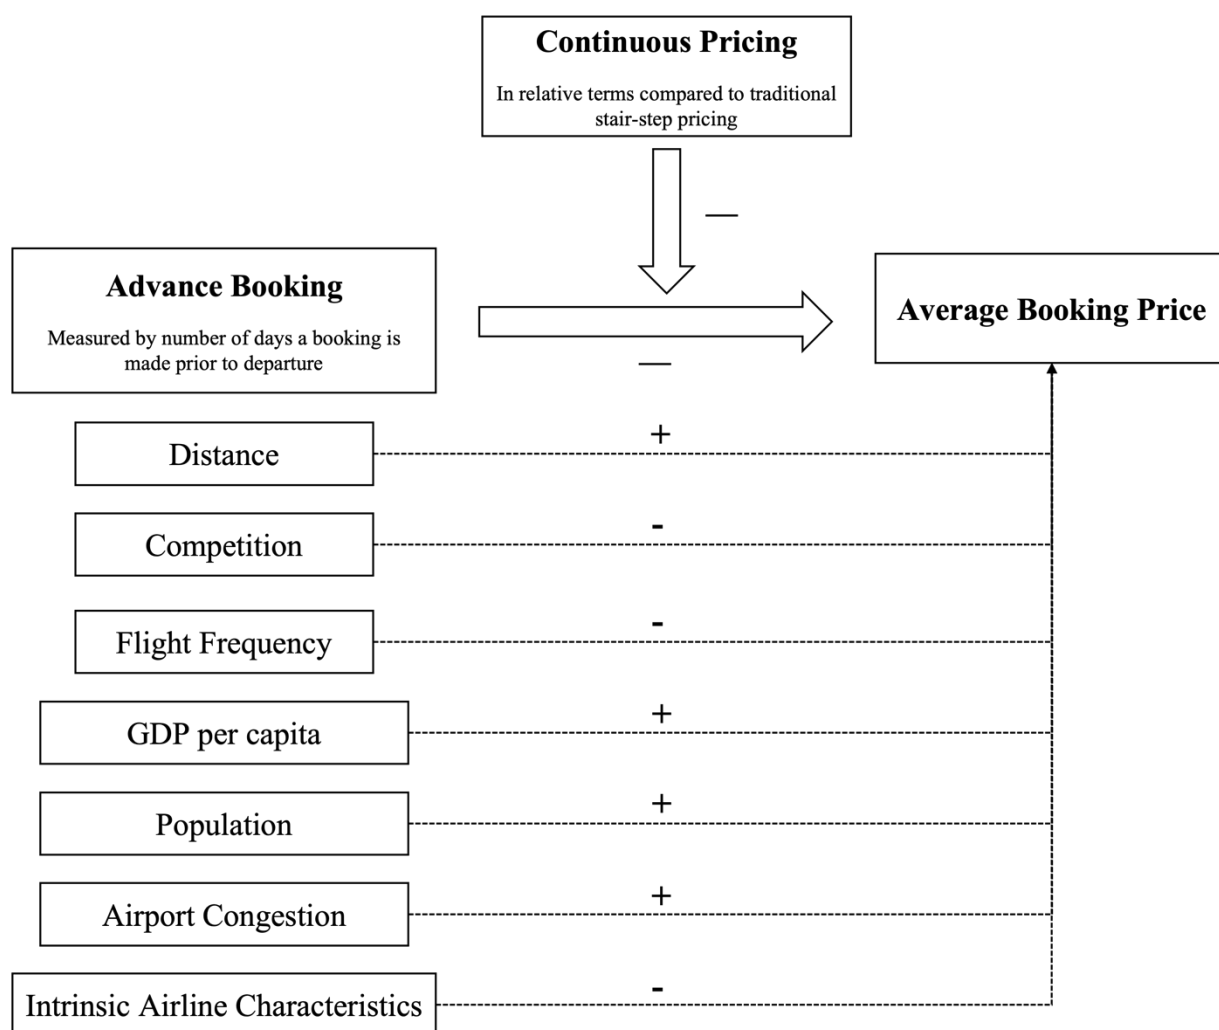 Continuous Pricing
In relative terms compared to traditional
stair-step pricing
—
Advance Booking
Measured by number of days a booking is
made prior to departure
Average Booking Price
—
+
Distance
-
Competition
-
Flight Frequency
+
GDP per capita
+
Population
+
Airport Congestion
-
Intrinsic Airline Characteristics